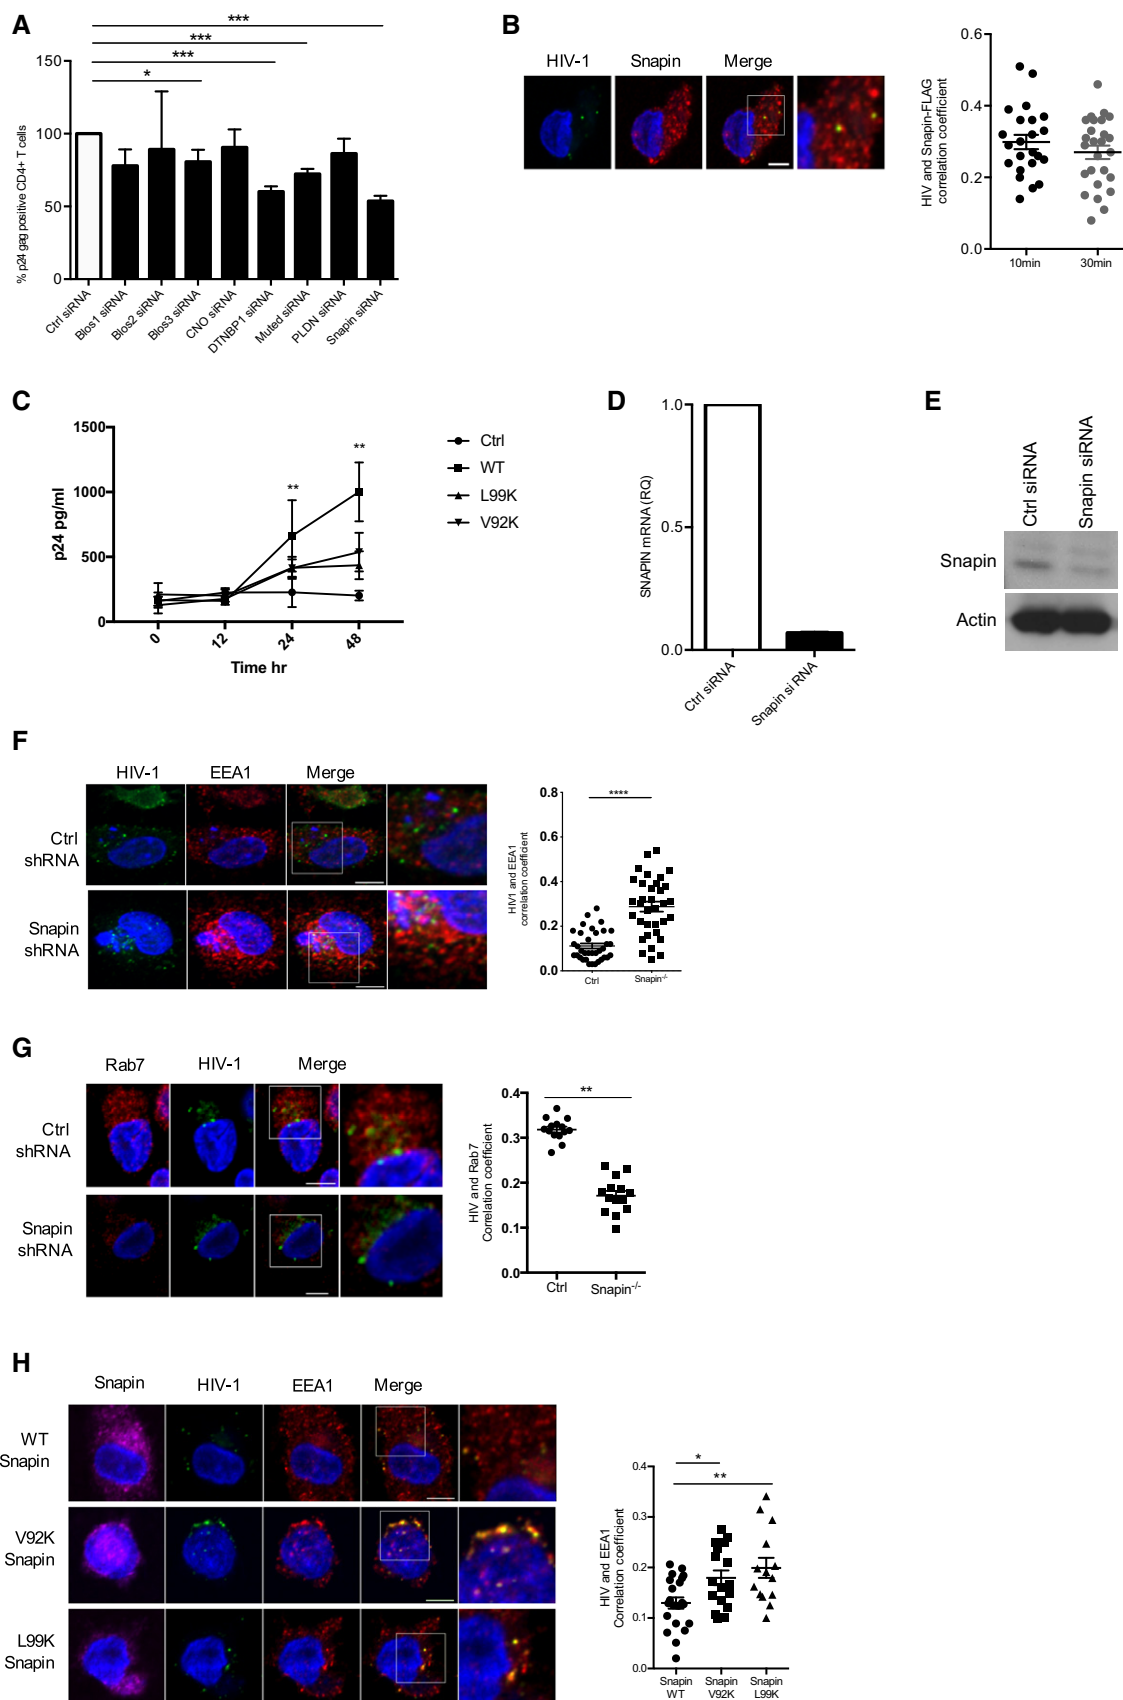 A
***
***
***
*
150
100
50
0
% p24 gag positive CD4+ T cells
Ctrl siRNA
Blos1 siRNA
Blos2 siRNA
Blos3 siRNA
CNO siRNA
DTNBP1 siRNA
Muted siRNA
PLDN siRNA
Snapin siRNA
B
HIV-1 Snapin Merge
HIV and Snapin-FLAG
correlation coefficient
0.6
0.4
0.2
0.0
10min 30min
C
p24 pg/ml
1500
1000
500
0
**
**
0 12 24 48
Time hr
Ctrl
WT
L99K
V92K
D
SNAPIN mRNA (RQ)
1.0
0.5
0.0
Ctrl siRNA
Snapin siRNA
E
Ctrl siRNA
Snapin siRNA
Snapin
Actin
F
HIV-1 EEA1 Merge
Ctrl
shRNA
Snapin
shRNA
HIV1 and EEA1
correlation coefficient
0.8
0.6
0.4
0.2
0.0
****
Ctrl Snapin-/-
G
Rab7 HIV-1 Merge
Ctrl
shRNA
Snapin
shRNA
HIV and Rab7
Correlation coefficient
0.4
0.3
0.2
0.1
0.0
**
Ctrl Snapin-/-
H
Snapin HIV-1 EEA1 Merge
WT
Snapin
V92K
Snapin
L99K
Snapin
HIV and EEA1
Correlation coefficient
0.4
0.3
0.2
0.1
0.0
*
**
Snapin Snapin Snapin
WT V92K L99K